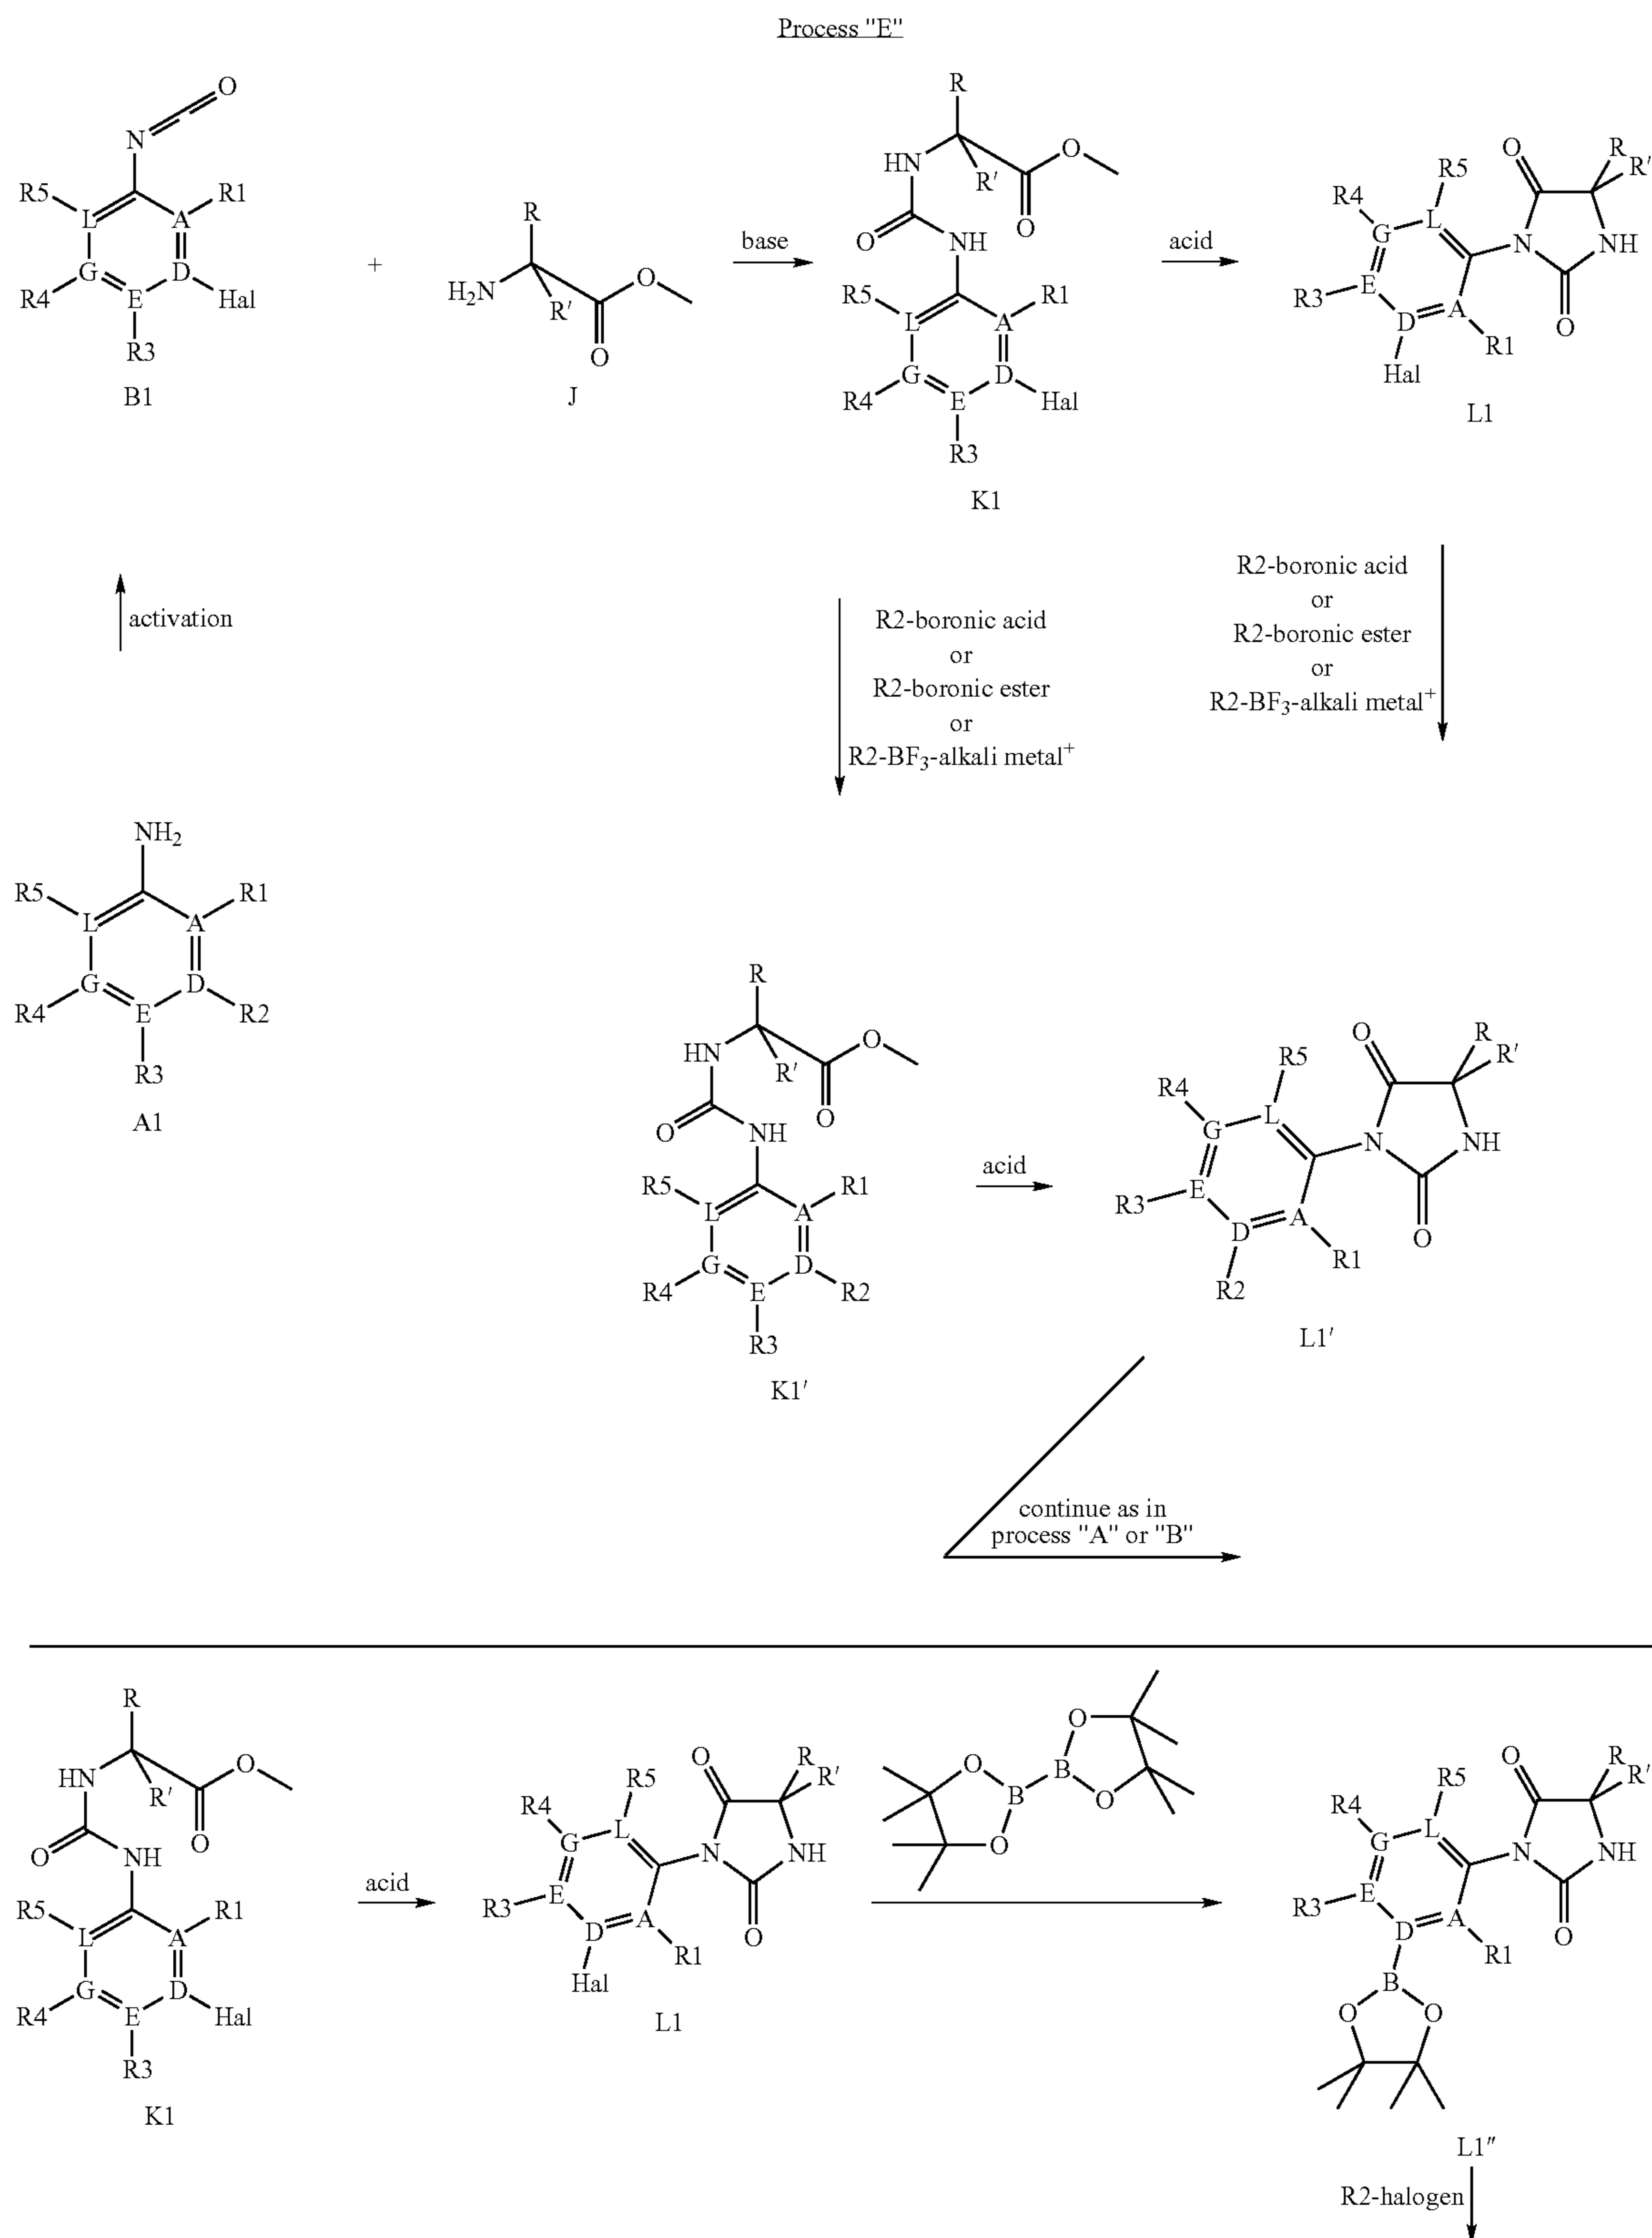 Process "E"
N O
R5 L A R1
G D
R4 E Hal
R3
B1
+
R
H2N O
R' O
J
base
R
HN O
R' O
O NH
R5 L A R1
G D
R4 E Hal
R3
K1
acid
O R
R5 R'
R4 L
G N NH
E
R3 A
D O
R1
Hal
L1
activation
R2-boronic acid
or
R2-boronic ester
or
R2-BF3-alkali metal+
R2-boronic acid
or
R2-boronic ester
or
R2-BF3-alkali metal+
NH2
R5 L A R1
G D
R4 E R2
R3
A1
R
HN O
R' O
O NH
R5 L A R1
G D
R4 E R2
R3
K1′
acid
O R
R5 R'
R4 L
G N NH
E
R3 A
D O
R1
R2
L1′
continue as in
process "A" or "B"
R
HN O
R' O
O NH
R5 L A R1
G D
R4 E Hal
R3
K1
acid
O R
R5 R'
R4 L
G N NH
E
R3 A
D O
R1
Hal
L1
O
O B
B O
O
O R
R5 R'
R4 L
G N NH
E
R3 A
D O
R1
B
O O
L1″
R2-halogen